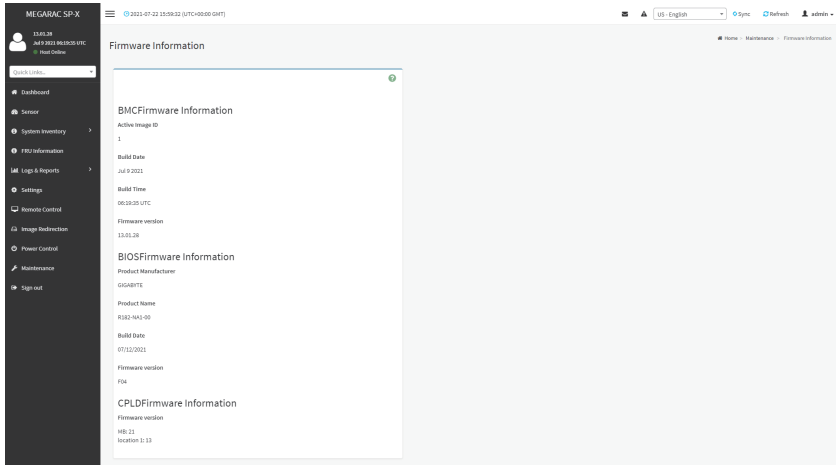 MEGARAC SP-X
2021-07-22 15:59:32 (UTC+00:00 GMT)
US - English
Sync
Refresh
admin
13.01.28
Jul 9 2021 06:19:35 UTC
Host Online
Quick Links...
Dashboard
Sensor
System Inventory
FRU Information
Logs & Reports
Settings
Remote Control
Image Redirection
Power Control
Maintenance
Sign out
Firmware Information
Home > Maintenance > Firmware Information
BMCFirmware Information
Active Image ID
1
Build Date
Jul 9 2021
Build Time
06:19:35 UTC
Firmware version
13.01.28
BIOSFirmware Information
Product Manufacturer
GIGABYTE
Product Name
R182-NA1-00
Build Date
07/12/2021
Firmware version
F04
CPLDFirmware Information
Firmware version
MB: 21
location 1: 13